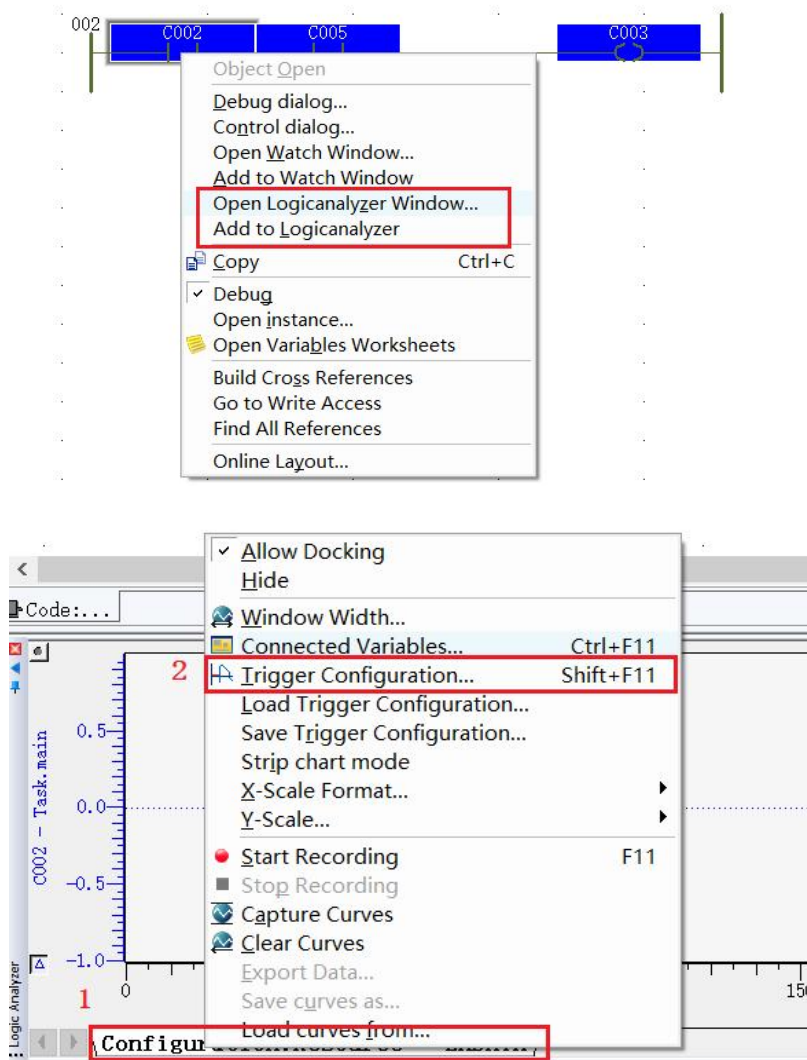 002
C002 C005 C003
Object Open
Debug dialog...
Control dialog...
Open Watch Window...
Add to Watch Window
Open Logicanalyzer Window...
Add to Logicanalyzer
Copy Ctrl+C
Debug
Open instance...
Open Variables Worksheets
Build Cross References
Go to Write Access
Find All References
Online Layout...
Allow Docking
Hide
Code:...
Window Width...
Connected Variables... Ctrl+F11
2 Trigger Configuration... Shift+F11
Load Trigger Configuration...
Save Trigger Configuration...
Strip chart mode
X-Scale Format...
Y-Scale...
Start Recording F11
Stop Recording
Capture Curves
Clear Curves
Export Data...
Save curves as...
Load curves from...
C002 - Task.main
0.5
0.0
-0.5
-1.0
0
1
Logic Analyzer